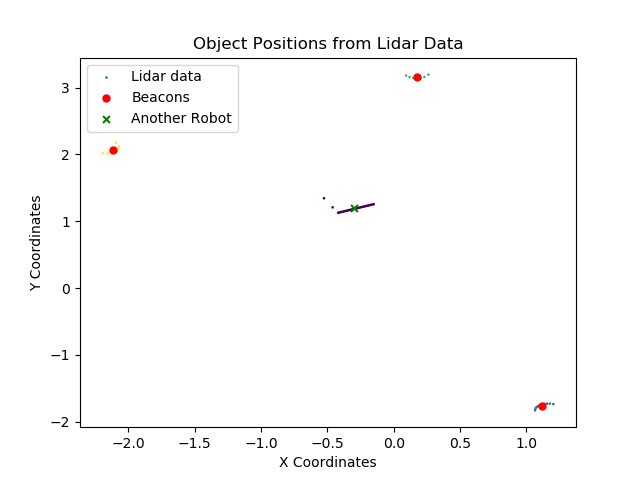 Object Positions from Lidar Data
Lidar data
Beacons
Another Robot
3
2
1
0
−1
−2
Y Coordinates
−2.0 −1.5 −1.0 −0.5 0.0 0.5 1.0
X Coordinates